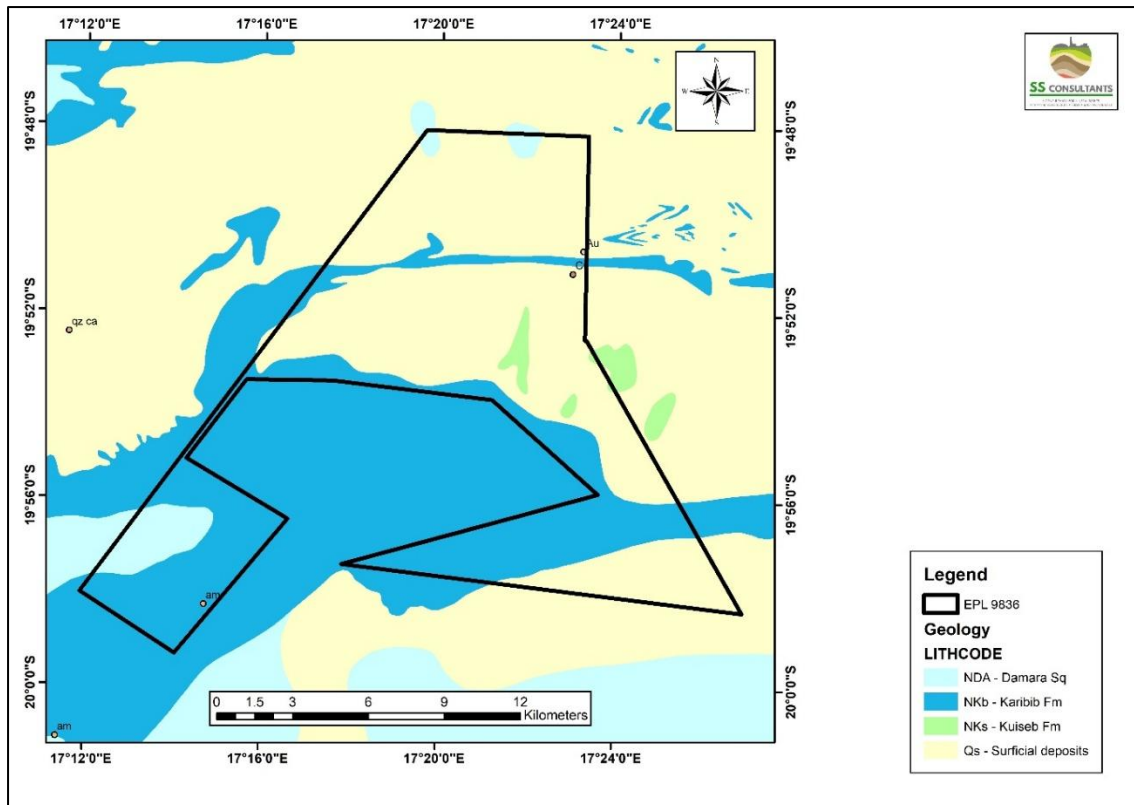 17°12'0"E 17°16'0"E 17°20'0"E 17°24'0"E
N
W E
S
SS CONSULTANTS
19°48'0"S 19°48'0"S
Au
19°52'0"S 19°52'0"S
qz ca
19°56'0"S 19°56'0"S
am
20°0'0"S 20°0'0"S
am
0 1.5 3 6 9 12
Kilometers
17°12'0"E 17°16'0"E 17°20'0"E 17°24'0"E
Legend
EPL 9836
Geology
LITHCODE
NDA - Damara Sq
NKb - Karibib Fm
NKs - Kuiseb Fm
Qs - Surficial deposits